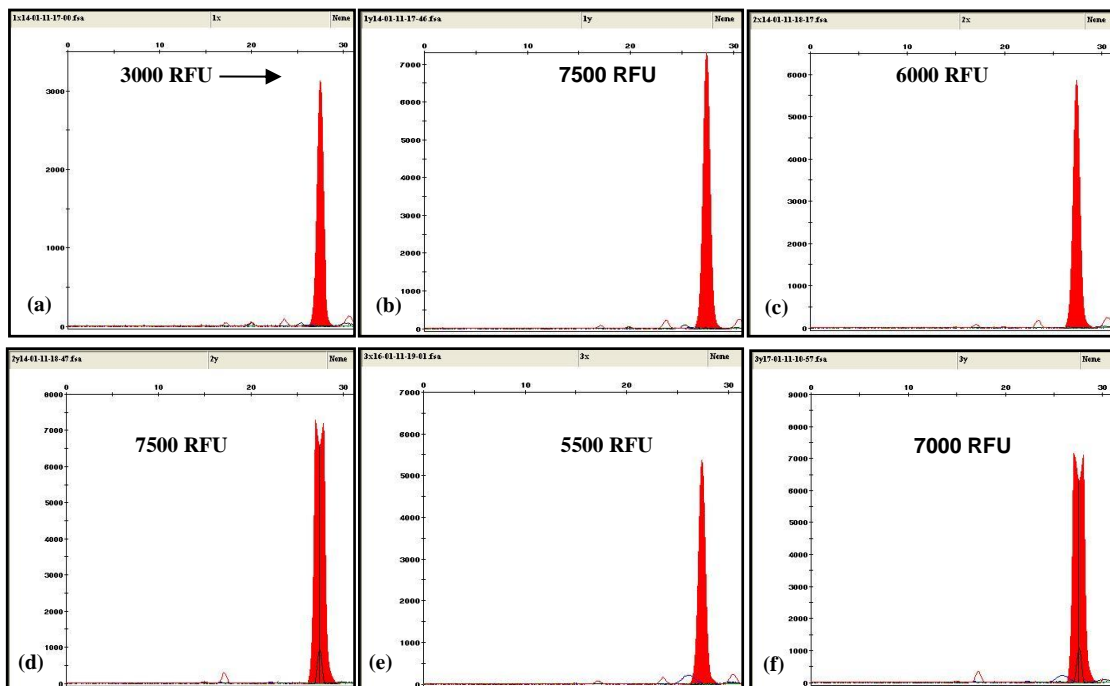 1x14-01-11-17-00.fsa 1x None
0 10 20 30
3000 RFU
3000
2000
1000
0
(a)
1y14-01-11-17-46.fsa 1y None
0 10 20 30
7500 RFU
7000
6000
5000
4000
3000
2000
1000
0
(b)
2x14-01-11-18-17.fsa 2x None
0 10 20 30
6000 RFU
6000
5000
4000
3000
2000
1000
0
(c)
2y14-01-11-18-47.fsa 2y None
0 10 20 30
8000
7500 RFU
7000
6000
5000
4000
3000
2000
1000
0
(d)
3x16-01-11-19-01.fsa 3x None
0 10 20 30
7000
5500 RFU
6000
5000
4000
3000
2000
1000
0
(e)
3y17-01-11-10-57.fsa 3y None
0 10 20 30
9000
7000 RFU
8000
7000
6000
5000
4000
3000
2000
1000
0
(f)